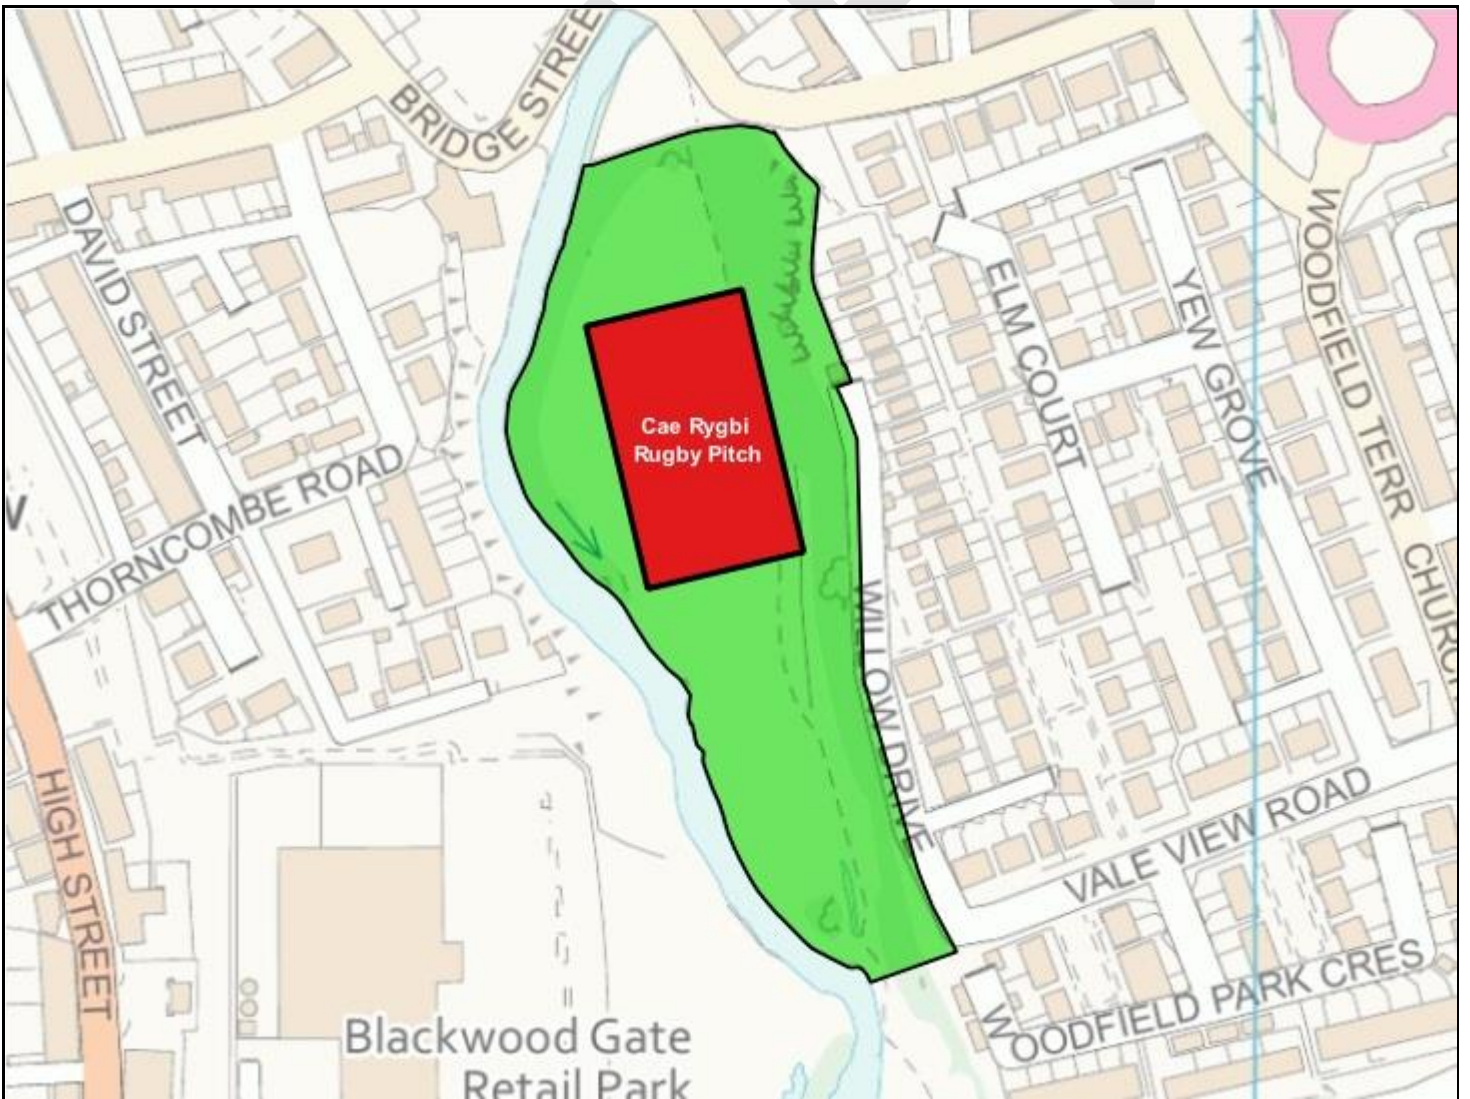 BRIDGE STREE
DAVID STREET
THORNCOMBE ROAD
HIGH STREET
Cae Rygbi
Rugby Pitch
WILLOW DRIVE
ELM COURT
YEW GROVE
WOODFIELD TERR
CHURC
VALE VIEW ROAD
WOODFIELD PARK CRES
Blackwood Gate
Retail Park